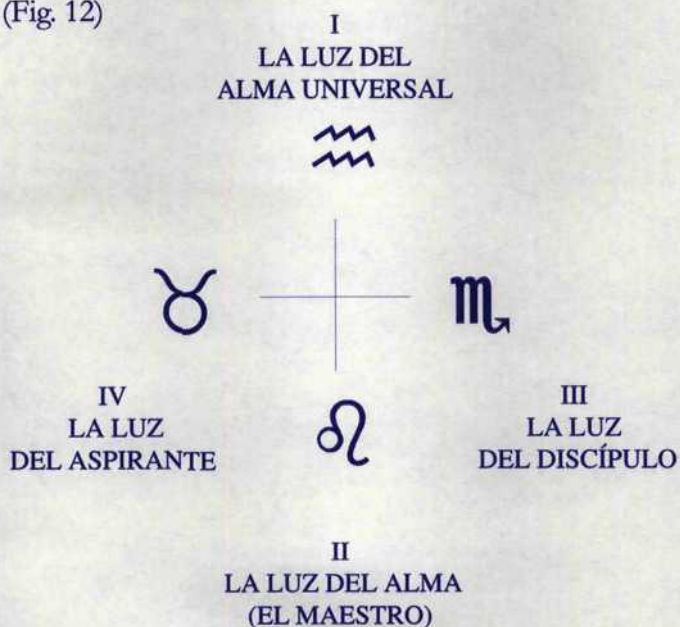 (Fig. 12)
I
LA LUZ DEL
ALMA UNIVERSAL
♒
♉
♏
IV
LA LUZ
DEL ASPIRANTE
♌
III
LA LUZ
DEL DISCÍPULO
II
LA LUZ DEL ALMA
(EL MAESTRO)